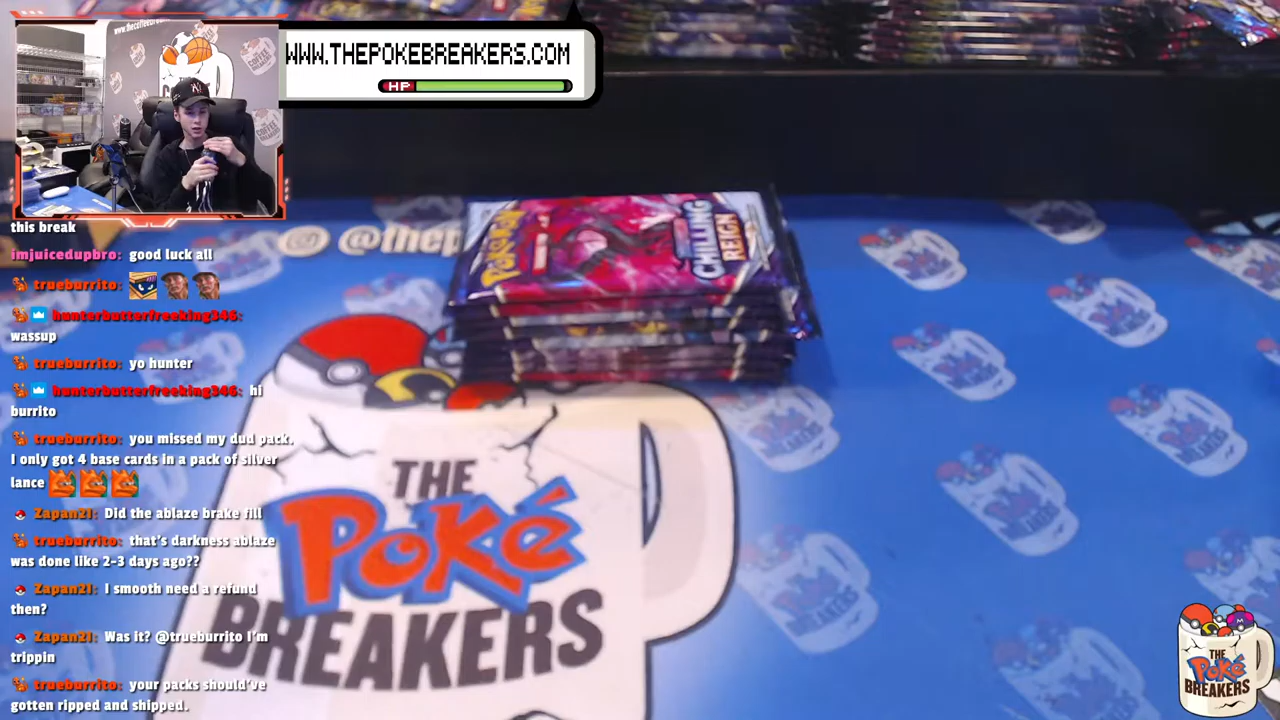 WWW.THEPOKEBREAKERS.COM
HP
this break
imjuicedupbro: good luck all
trueburrito:
hunterbutterfreeking346:
wassup
trueburrito: yo hunter
hunterbutterfreeking346: hi
burrito
trueburrito: you missed my dud pack.
I only got 4 base cards in a pack of silver
lance
Zapan21: Did the ablaze brake fill
trueburrito: that's darkness ablaze
was done like 2-3 days ago??
Zapan21: I smooth need a refund
then?
Zapan21: Was it? @trueburrito I'm
trippin
trueburrito: your packs should've
gotten ripped and shipped.
POKéMON
CHILLING
REIGN
@thep
THE
Poké
BREAKERS
THE
Poké
BREAKERS